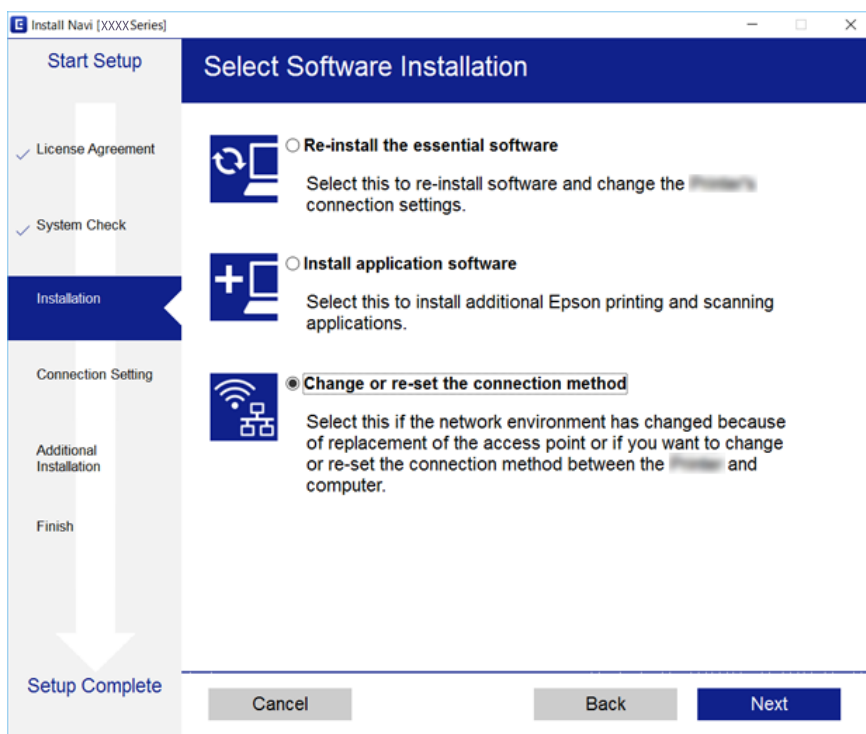 Install Navi [XXXX Series]
Start Setup
License Agreement
System Check
Installation
Connection Setting
Additional
Installation
Finish
Setup Complete
Select Software Installation
Re-install the essential software
Select this to re-install software and change the
connection settings.
Install application software
Select this to install additional Epson printing and scanning
applications.
Change or re-set the connection method
Select this if the network environment has changed because
of replacement of the access point or if you want to change
or re-set the connection method between the and
computer.
Cancel
Back
Next